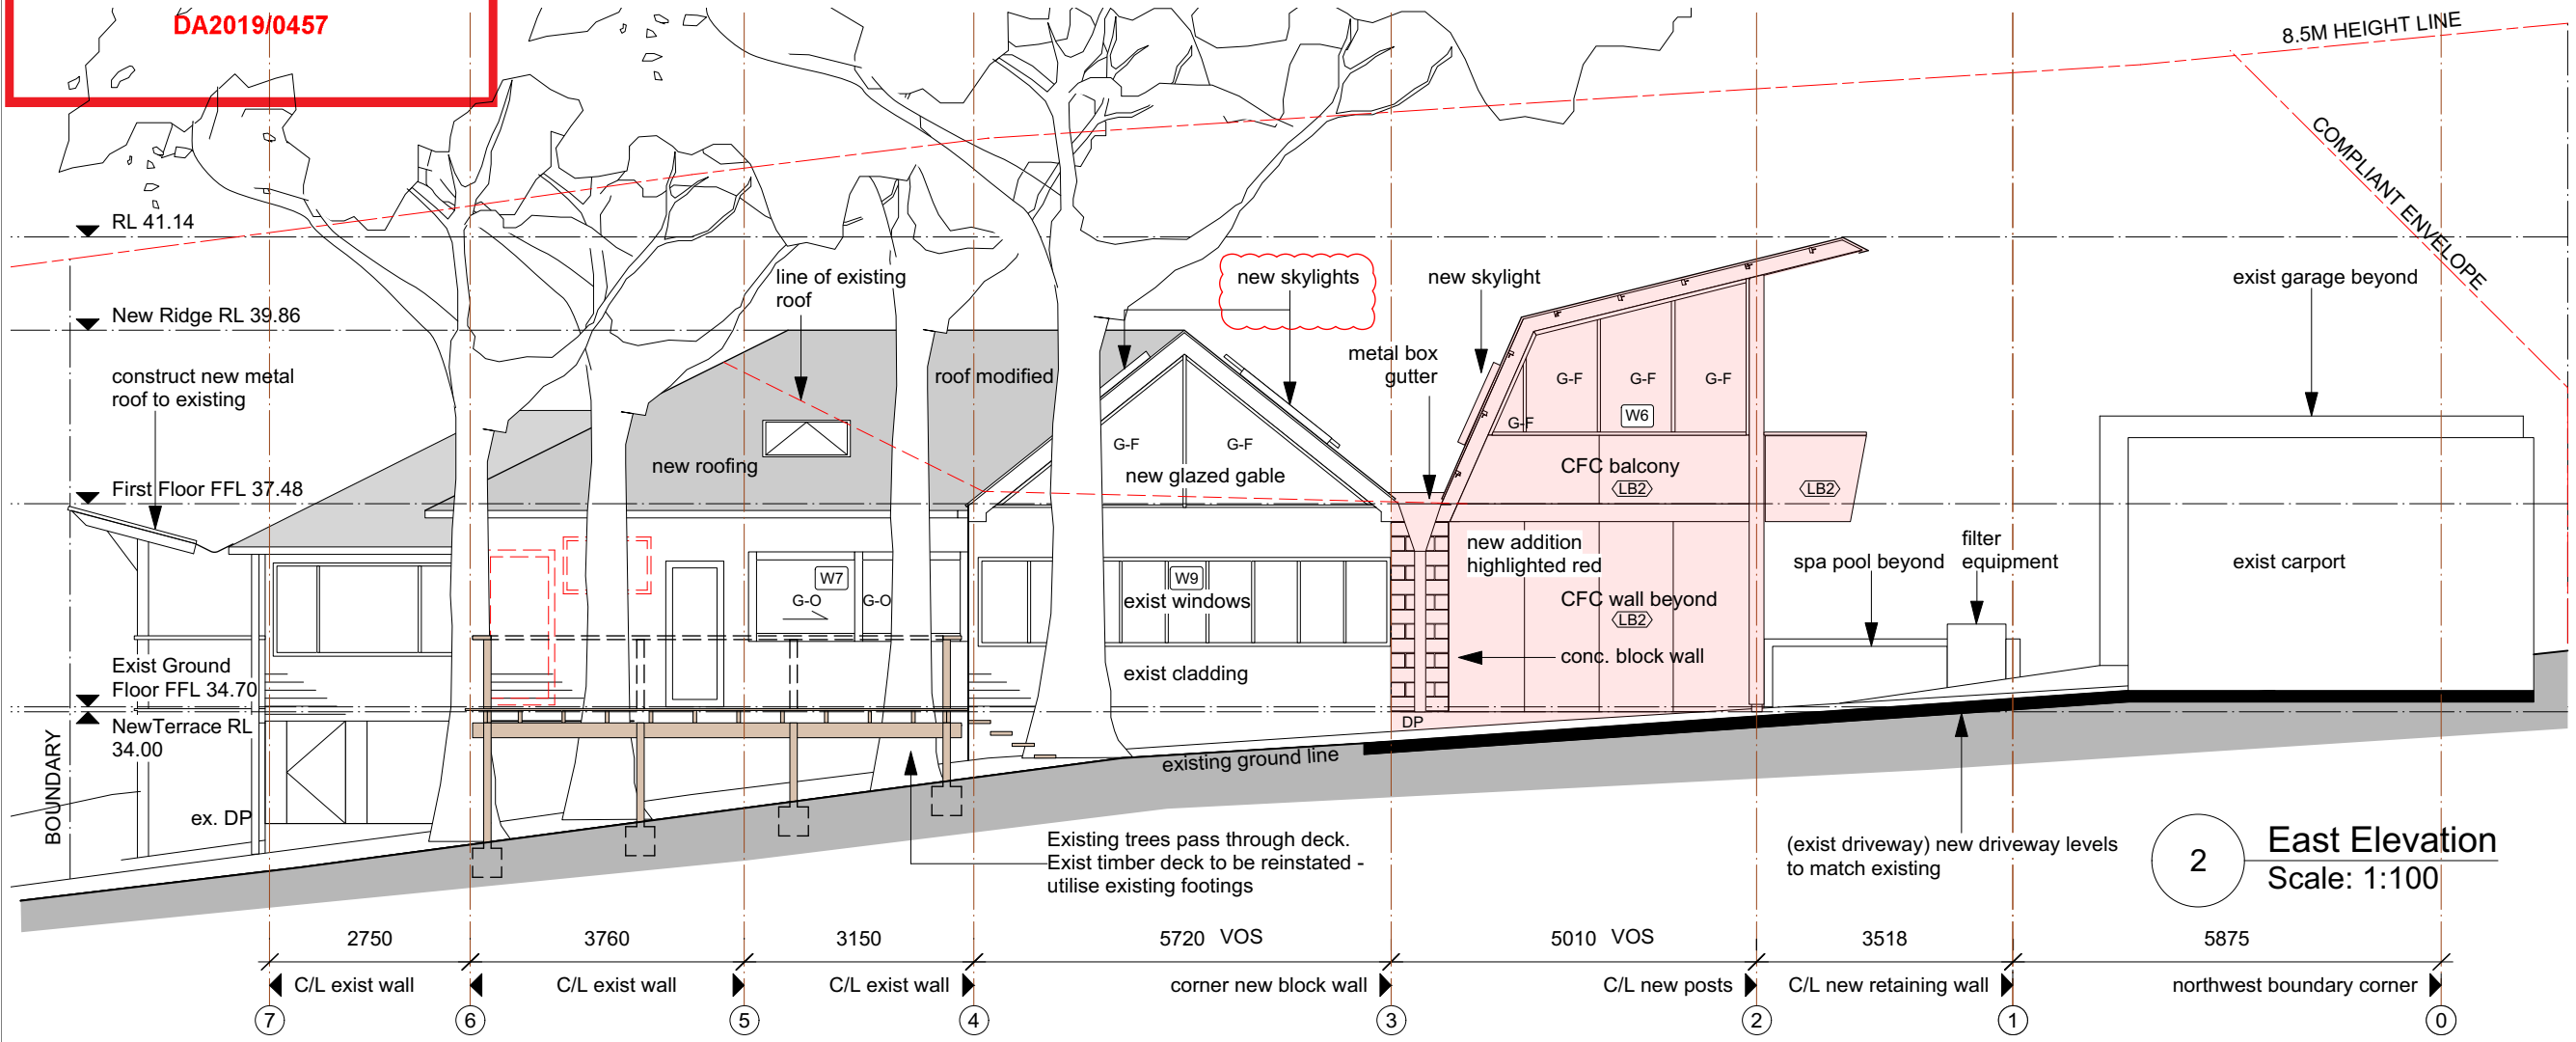 DA2019/0457
8.5M HEIGHT LINE
COMPLIANT ENVELOPE
RL 41.14
line of existing
roof
new skylights
new skylight
exist garage beyond
New Ridge RL 39.86
metal box
gutter
construct new metal
roof to existing
roof modified
G-F
G-F
G-F
W6
G-F
G-F
G-F
new roofing
new glazed gable
CFC balcony
LB2
LB2
First Floor FFL 37.48
new addition
highlighted red
filter
equipment
spa pool beyond
exist carport
W7
G-O
G-O
W9
exist windows
CFC wall beyond
LB2
conc. block wall
exist cladding
Exist Ground
Floor FFL 34.70
NewTerrace RL
34.00
DP
BOUNDARY
ex. DP
existing ground line
Existing trees pass through deck.
Exist timber deck to be reinstated -
utilise existing footings
(exist driveway) new driveway levels
to match existing
2
East Elevation
Scale: 1:100
2750
3760
3150
5720 VOS
5010 VOS
3518
5875
C/L exist wall
C/L exist wall
C/L exist wall
corner new block wall
C/L new posts
C/L new retaining wall
northwest boundary corner
7
6
5
4
3
2
1
0